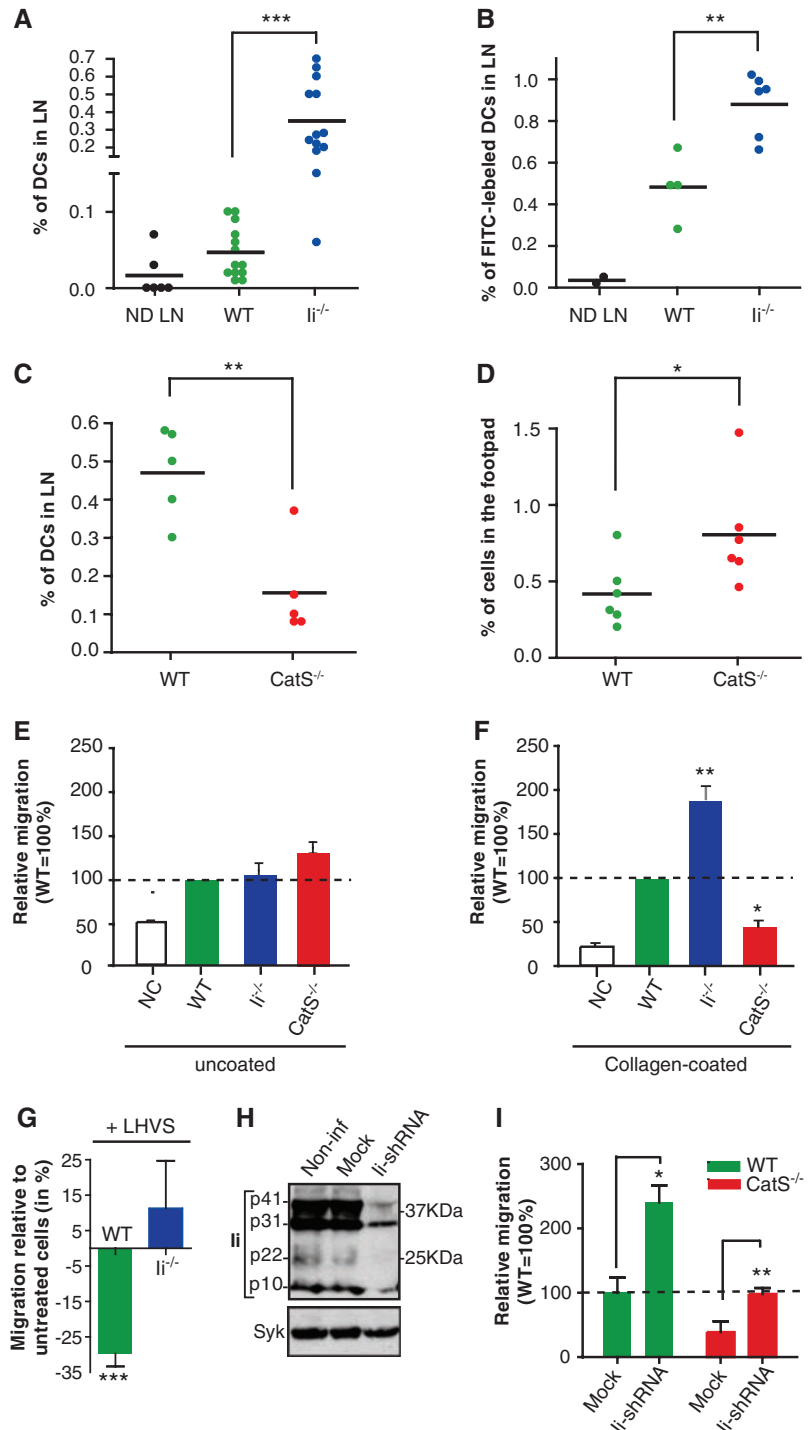 A
***
% of DCs in LN
0.7
0.6
0.5
0.4
0.3
0.2
0.1
0.0
ND LN WT Ii-/-
B
**
% of FITC-lebeled DCs in LN
1.0
0.8
0.6
0.4
0.2
0.0
ND LN WT Ii-/-
C
**
% of DCs in LN
0.6
0.5
0.4
0.3
0.2
0.1
0.0
WT CatS-/-
D
*
% of cells in the footpad
1.5
1.0
0.5
0.0
WT CatS-/-
E
Relative migration
(WT=100%)
250
200
150
100
50
0
NC WT Ii-/- CatS-/-
uncoated
F
Relative migration
(WT=100%)
250
200
150
100
50
0
**
*
NC WT Ii-/- CatS-/-
Collagen-coated
G
+ LHVS
Migration relative to
untreated cells (in %)
25
15
5
-5
-15
-25
-35
WT
Ii-/-
***
H
Non-inf Mock Ii-shRNA
Ii
p41
p31
p22
p10
37KDa
25KDa
Syk
I
WT
CatS-/-
Relative migration
(WT=100%)
300
200
100
0
*
**
Mock Ii-shRNA Mock Ii-shRNA